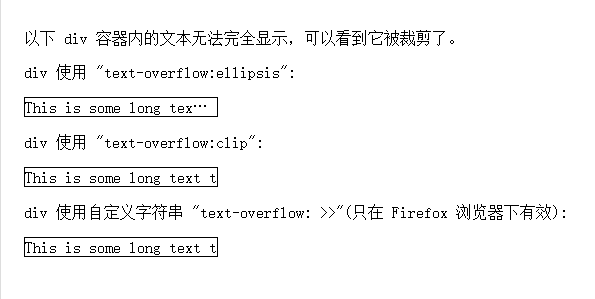 以下 div 容器内的文本无法完全显示，可以看到它被裁剪了。
div 使用 "text-overflow:ellipsis":
This is some long tex…
div 使用 "text-overflow:clip":
This is some long text t
div 使用自定义字符串 "text-overflow: >>"(只在 Firefox 浏览器下有效):
This is some long text t